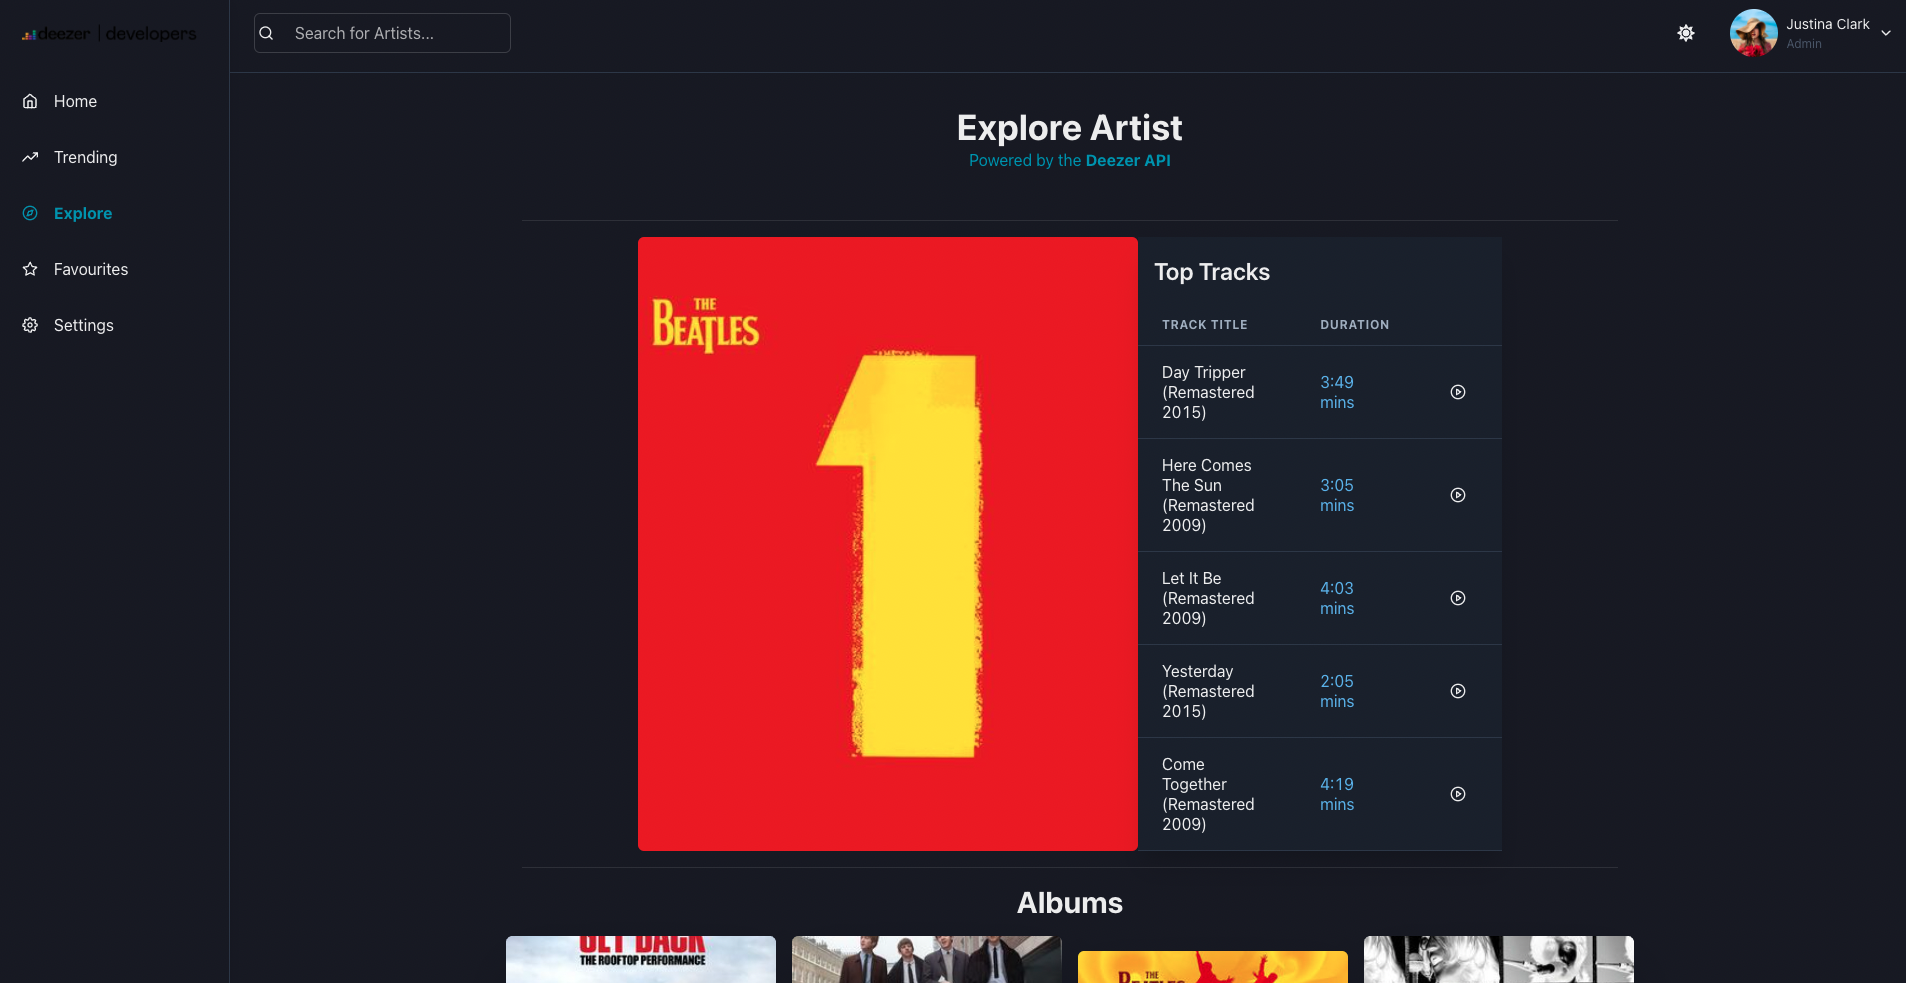 deezer | developers
Search for Artists...
Justina Clark
Admin
Home
Trending
Explore
Favourites
Settings
Explore Artist
Powered by the Deezer API
THE
BEATLES
1
Top Tracks
TRACK TITLE DURATION
Day Tripper
(Remastered
2015)
3:49
mins
Here Comes
The Sun
(Remastered
2009)
3:05
mins
Let It Be
(Remastered
2009)
4:03
mins
Yesterday
(Remastered
2015)
2:05
mins
Come
Together
(Remastered
2009)
4:19
mins
Albums
GET BACK
THE ROOFTOP PERFORMANCE
THE
BEATLES